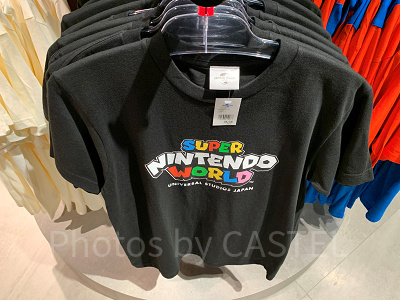 SUPER
NINTENDO
WORLD
UNIVERSAL STUDIOS JAPAN
Photos by CASTEL